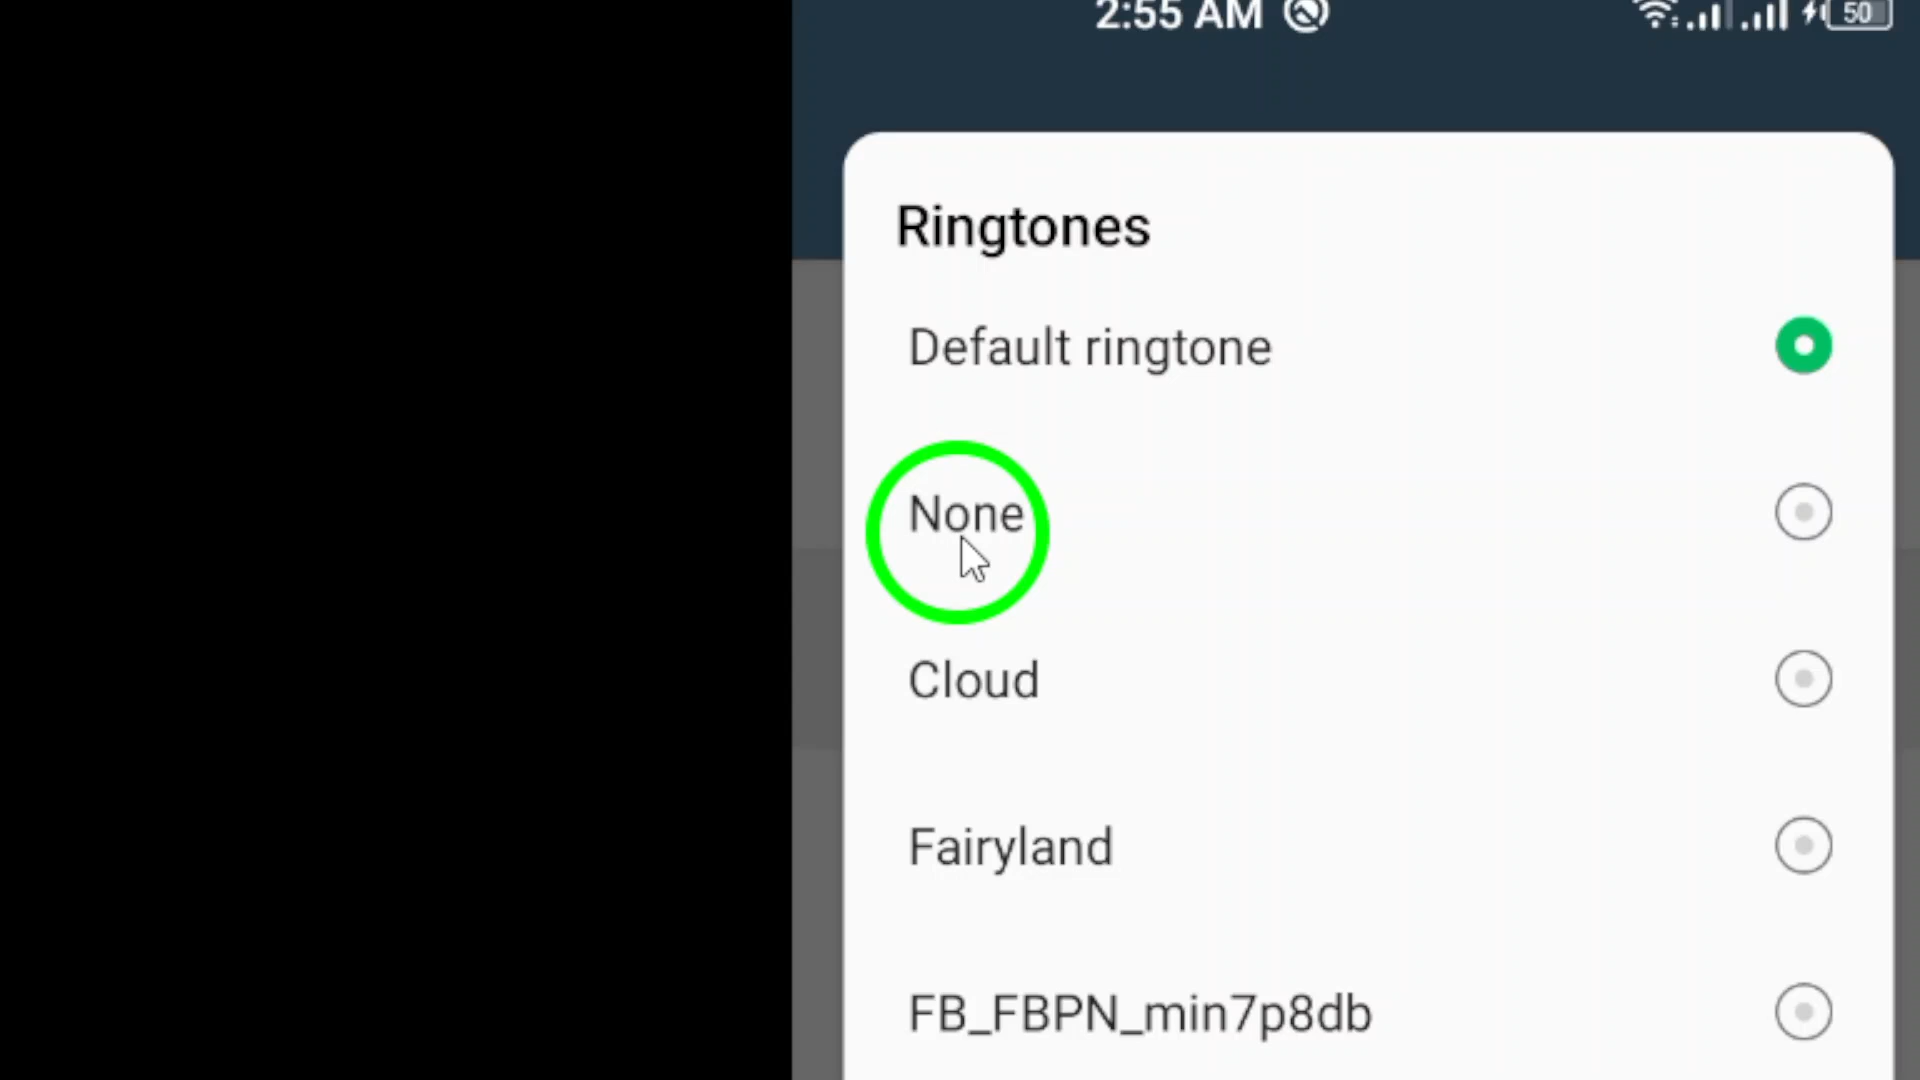 2:55 AM
50
Ringtones
Default ringtone
None
Cloud
Fairyland
FB_FBPN_min7p8db